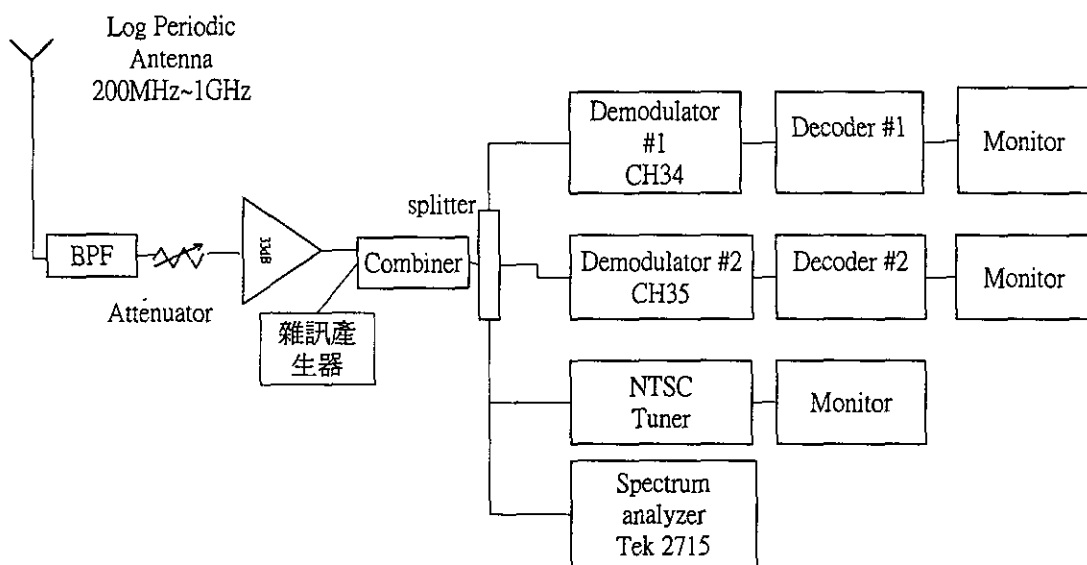 Log Periodic
Antenna
200MHz~1GHz
BPF
Attenuator
33dB
Combiner
雜訊產
生器
splitter
Demodulator
#1
CH34
Decoder #1
Monitor
Demodulator #2
CH35
Decoder #2
Monitor
NTSC
Tuner
Monitor
Spectrum
analyzer
Tek 2715